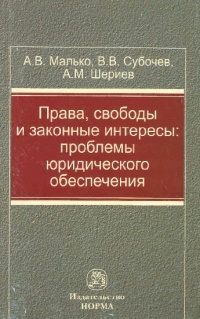 А.В. Малько, В.В. Субочев,
А.М. Шериев
Права, свободы
и законные интересы:
проблемы
юридического
обеспечения
Издательство
НОРМА